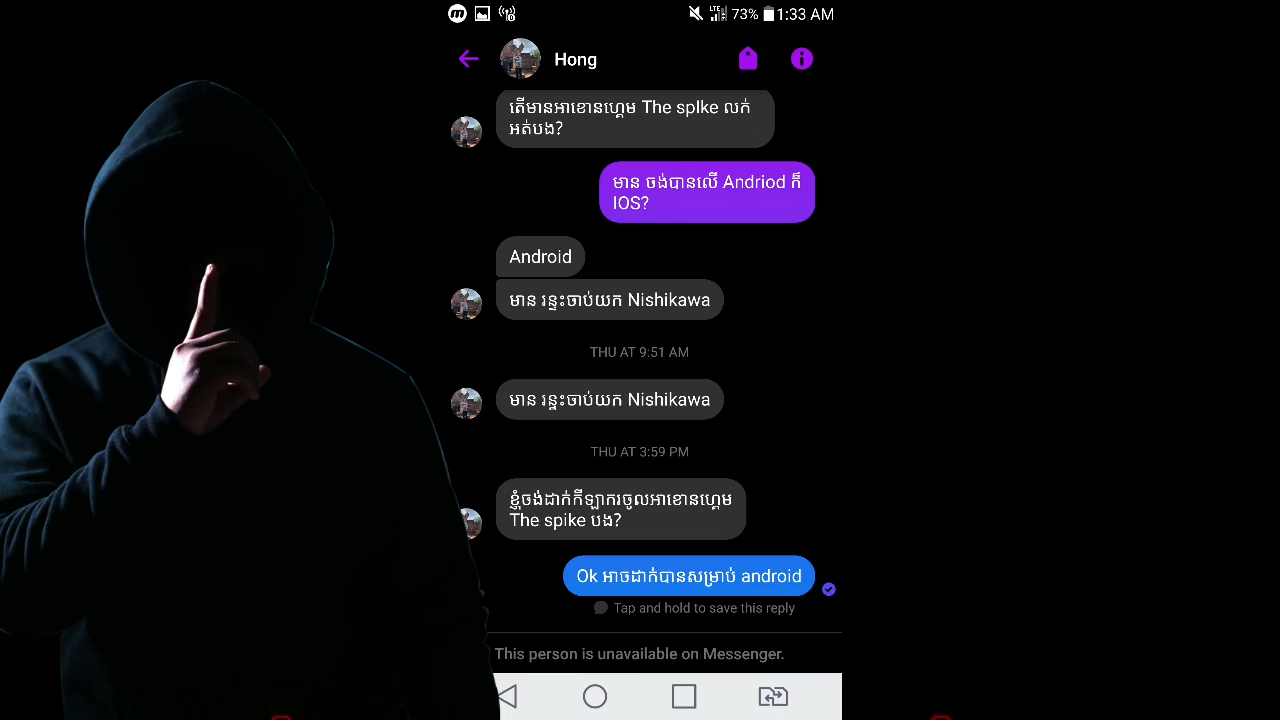 73% 1:33 AM
Hong
តើមានអាខោនហ្គេម The spIke លក់
អត់បង?
មាន ចង់បានលើ Andriod ក៏
IOS?
Android
មាន រន្ទះចាប់យក Nishikawa
THU AT 9:51 AM
មាន រន្ទះចាប់យក Nishikawa
THU AT 3:59 PM
ខ្ញុំចង់ដាក់កីឡាករចូលអាខោនហ្គេម
The spike បង?
Ok អាចដាក់បានសម្រាប់ android
Tap and hold to save this reply
This person is unavailable on Messenger.